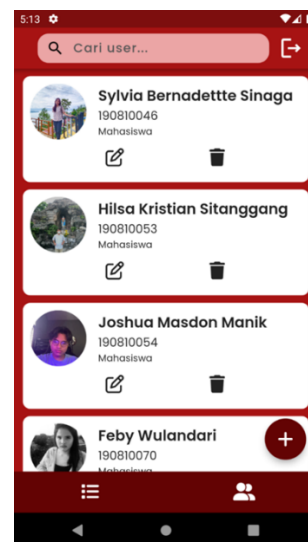 5:13
Cari user...
Sylvia Bernadettte Sinaga
190810046
Mahasiswa
Hilsa Kristian Sitanggang
190810053
Mahasiswa
Joshua Masdon Manik
190810054
Mahasiswa
Feby Wulandari
190810070
Mahasiswa